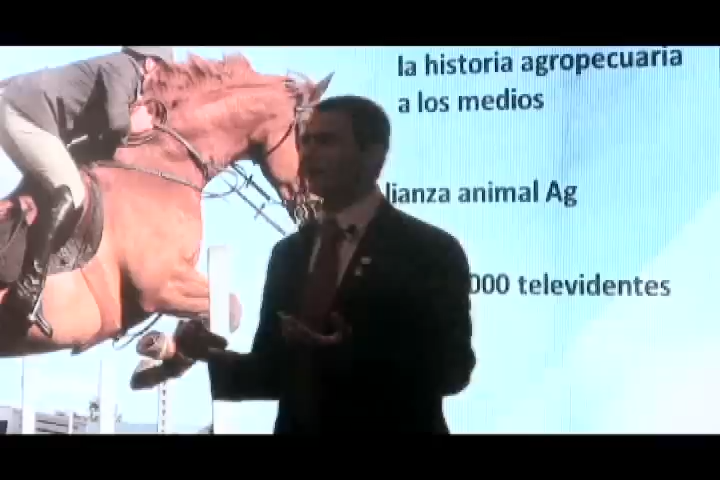 la historia agropecuaria
a los medios
lianza animal Ag
000 televidentes